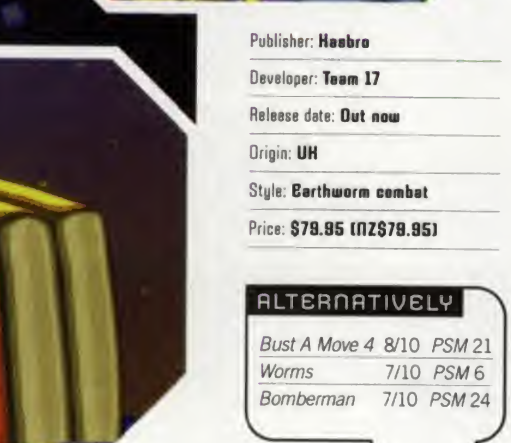 Publisher: Hasbro
Developer: Team 17
Release date: Out now
Origin: UK
Style: Earthworm combat
Price: $79.95 (NZ$79.95)
ALTERNATIVELY
Bust A Move 4 8/10 PSM 21
Worms 7/10 PSM 6
Bomberman 7/10 PSM 24